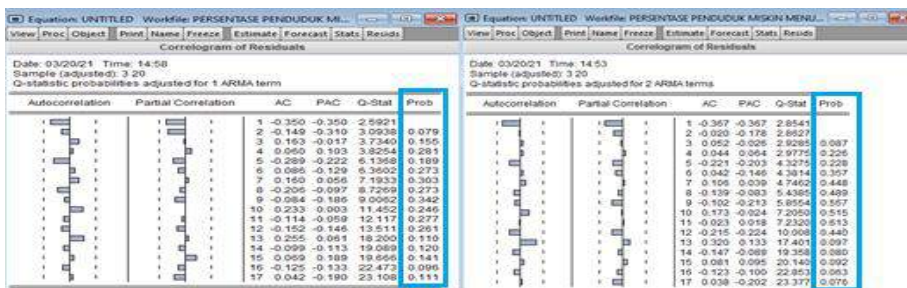 Equation: UNTITLED Workfile: PERSENTASE PENDUDUK MI...
View Proc Object Print Name Freeze Estimate Forecast Stats Resids
Correlogram of Residuals
Date: 03/20/21 Time: 14:58
Sample (adjusted): 3 20
Q-statistic probabilities adjusted for 1 ARMA term
Autocorrelation Partial Correlation AC PAC Q-Stat Prob
1 -0.350 -0.350 2.5921
2 -0.149 -0.310 3.0938 0.079
3 0.163 -0.017 3.7340 0.155
4 0.060 0.103 3.8254 0.281
5 -0.289 -0.222 6.1368 0.189
6 0.086 -0.129 6.3602 0.273
7 0.160 0.056 7.1933 0.303
8 -0.206 -0.097 8.7269 0.273
9 -0.084 -0.186 9.0062 0.342
10 0.233 0.003 11.452 0.246
11 -0.114 -0.059 12.117 0.277
12 -0.152 -0.146 13.511 0.261
13 0.255 0.061 18.200 0.110
14 -0.099 -0.113 19.089 0.120
15 0.069 0.189 19.666 0.141
16 -0.125 -0.133 22.473 0.096
17 0.042 -0.190 23.108 0.111
Equation: UNTITLED Workfile: PERSENTASE PENDUDUK MISKIN MENU...
View Proc Object Print Name Freeze Estimate Forecast Stats Resids
Correlogram of Residuals
Date: 03/20/21 Time: 14:53
Sample (adjusted): 3 20
Q-statistic probabilities adjusted for 2 ARMA terms
Autocorrelation Partial Correlation AC PAC Q-Stat Prob
1 -0.367 -0.367 2.8541
2 -0.020 -0.178 2.8627
3 0.052 -0.026 2.9285 0.087
4 0.044 0.064 2.9775 0.226
5 -0.221 -0.203 4.3275 0.228
6 0.042 -0.146 4.3814 0.357
7 0.106 0.039 4.7462 0.448
8 -0.139 -0.083 5.4385 0.489
9 -0.102 -0.213 5.8554 0.557
10 0.173 -0.024 7.2050 0.515
11 -0.023 0.018 7.2320 0.613
12 -0.215 -0.224 10.008 0.440
13 0.320 0.133 17.401 0.097
14 -0.147 -0.089 19.358 0.080
15 0.081 0.095 20.140 0.092
16 -0.123 -0.100 22.853 0.063
17 0.038 -0.202 23.377 0.076